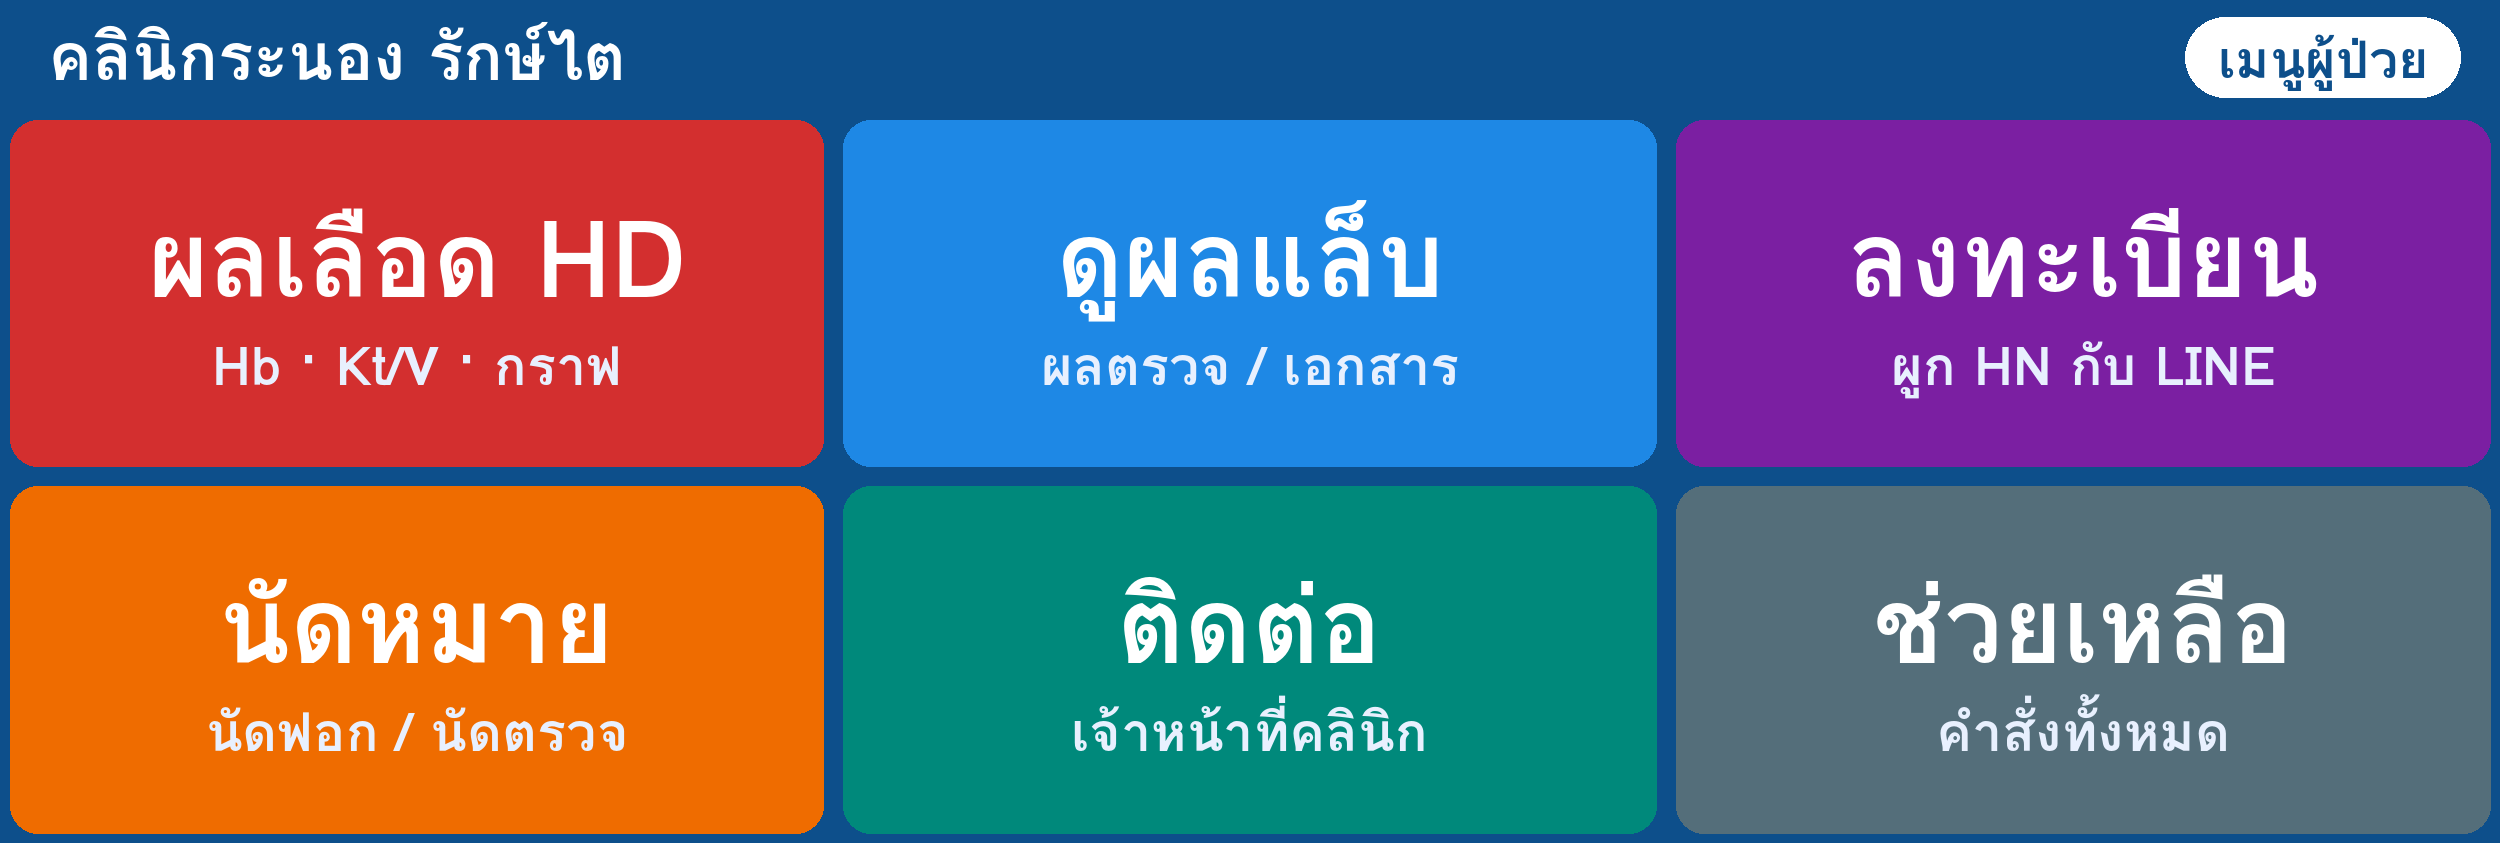 คลินิกระนอง รักษ์ไต
เมนูผู้ป่วย
ผลเลือด HD
Hb · Kt/V · กราฟ
ดูผลแล็บ
ผลตรวจ / เอกสาร
ลงทะเบียน
ผูก HN กับ LINE
นัดหมาย
นัดฟอก / นัดตรวจ
ติดต่อ
เจ้าหน้าที่คลินิก
ช่วยเหลือ
คำสั่งทั้งหมด